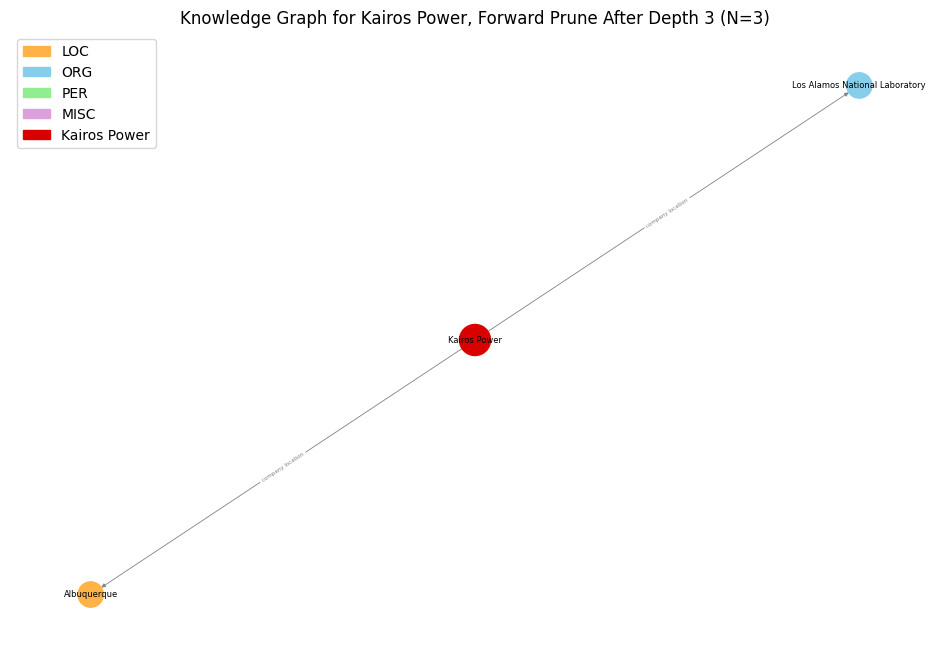 Knowledge Graph for Kairos Power, Forward Prune After Depth 3 (N=3)
LOC
ORG
PER
MISC
Kairos Power
Los Alamos National Laboratory
company location
Kairos Power
company location
Albuquerque